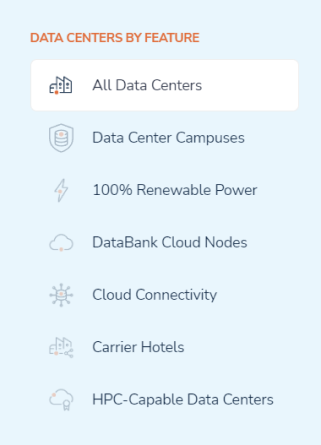 DATA CENTERS BY FEATURE
All Data Centers
Data Center Campuses
100% Renewable Power
DataBank Cloud Nodes
Cloud Connectivity
Carrier Hotels
HPC-Capable Data Centers